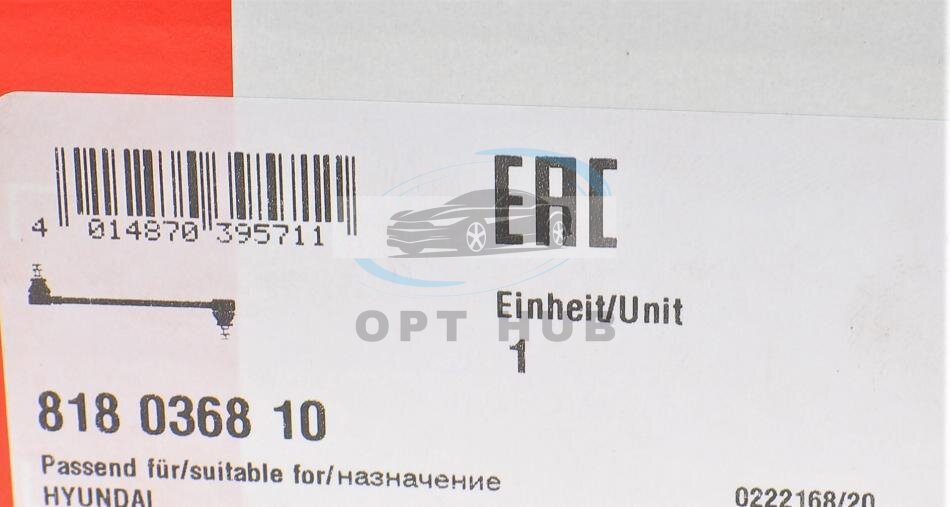 EAC
4 014870 395711
Einheit/Unit
OPT HUB
1
818 0368 10
Passend für/suitable for/назначение
HYUNDAI
0222168/20